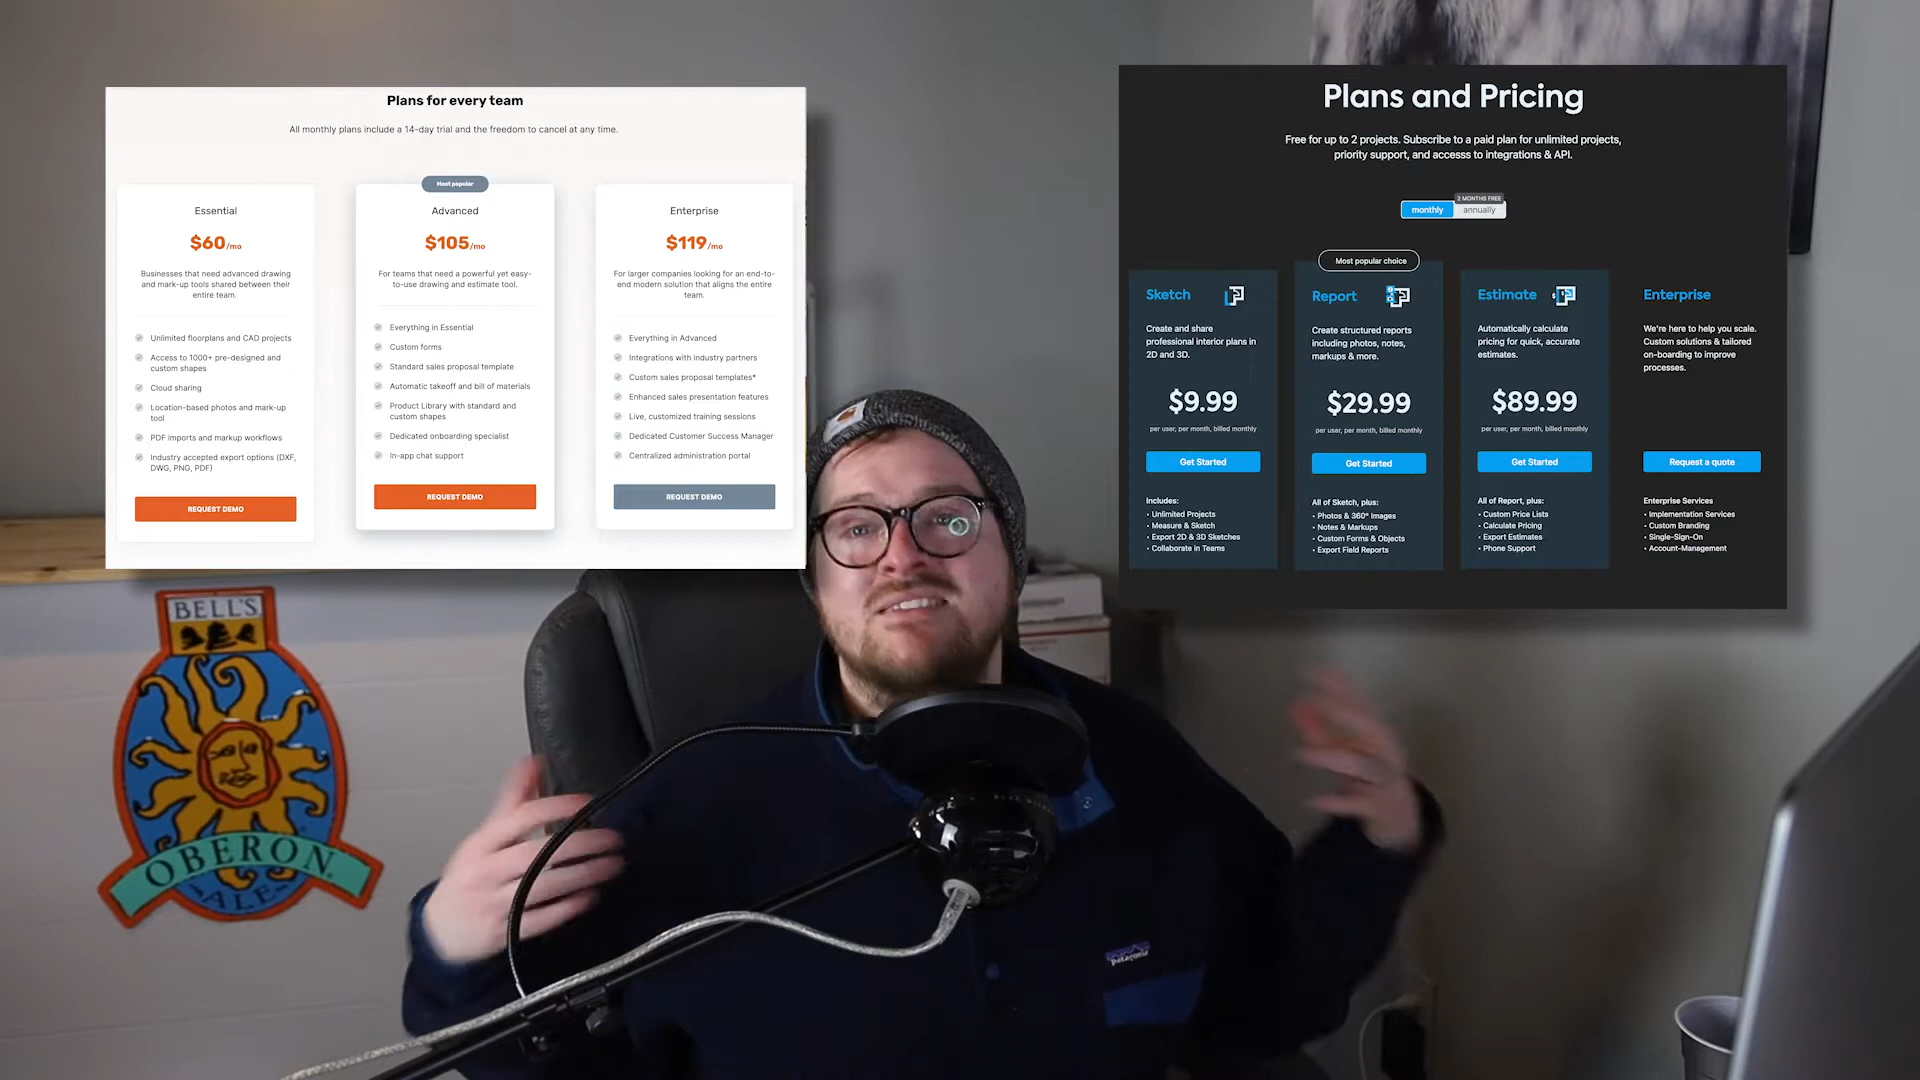 Plans for every team
All monthly plans include a 14-day trial and the freedom to cancel at any time.
Essential
$60/mo
Businesses that need advanced drawing
and mark-up tools shared between their
entire team.
Unlimited floorplans and CAD projects
Access to 1000+ pre-designed and
custom shapes
Cloud sharing
Location-based photos and mark-up
tool
PDF imports and markup workflows
Industry accepted export options (DXF,
DWG, PNG, PDF)
REQUEST DEMO
Most popular
Advanced
$105/mo
For teams that need a powerful yet easy-
to-use drawing and estimate tool.
Everything in Essential
Custom forms
Standard sales proposal template
Automatic takeoff and bill of materials
Product Library with standard and
custom shapes
Dedicated onboarding specialist
In-app chat support
REQUEST DEMO
Enterprise
$119/mo
For larger companies looking for an end-to-
end modern solution that aligns the entire
team.
Everything in Advanced
Integrations with industry partners
Custom sales proposal templates*
Enhanced sales presentation features
Live, customized training sessions
Dedicated Customer Success Manager
Centralized administration portal
REQUEST DEMO
Plans and Pricing
Free for up to 2 projects. Subscribe to a paid plan for unlimited projects,
priority support, and accesss to integrations & API.
2 MONTHS FREE
monthly annually
Sketch
Create and share
professional interior plans in
2D and 3D.
$9.99
per user, per month, billed monthly
Get Started
Includes:
• Unlimited Projects
• Measure & Sketch
• Export 2D & 3D Sketches
• Collaborate in Teams
Most popular choice
Report
Create structured reports
including photos, notes,
markups & more.
$29.99
per user, per month, billed monthly
Get Started
All of Sketch, plus:
• Photos & 360° Images
• Notes & Markups
• Custom Forms & Objects
• Export Field Reports
Estimate
Automatically calculate
pricing for quick, accurate
estimates.
$89.99
per user, per month, billed monthly
Get Started
All of Report, plus:
• Custom Price Lists
• Calculate Pricing
• Export Estimates
• Phone Support
Enterprise
We're here to help you scale.
Custom solutions & tailored
on-boarding to improve
processes.
Request a quote
Enterprise Services
• Implementation Services
• Custom Branding
• Single-Sign-On
• Account-Management
BELL'S
OBERON
ALE
patagonia